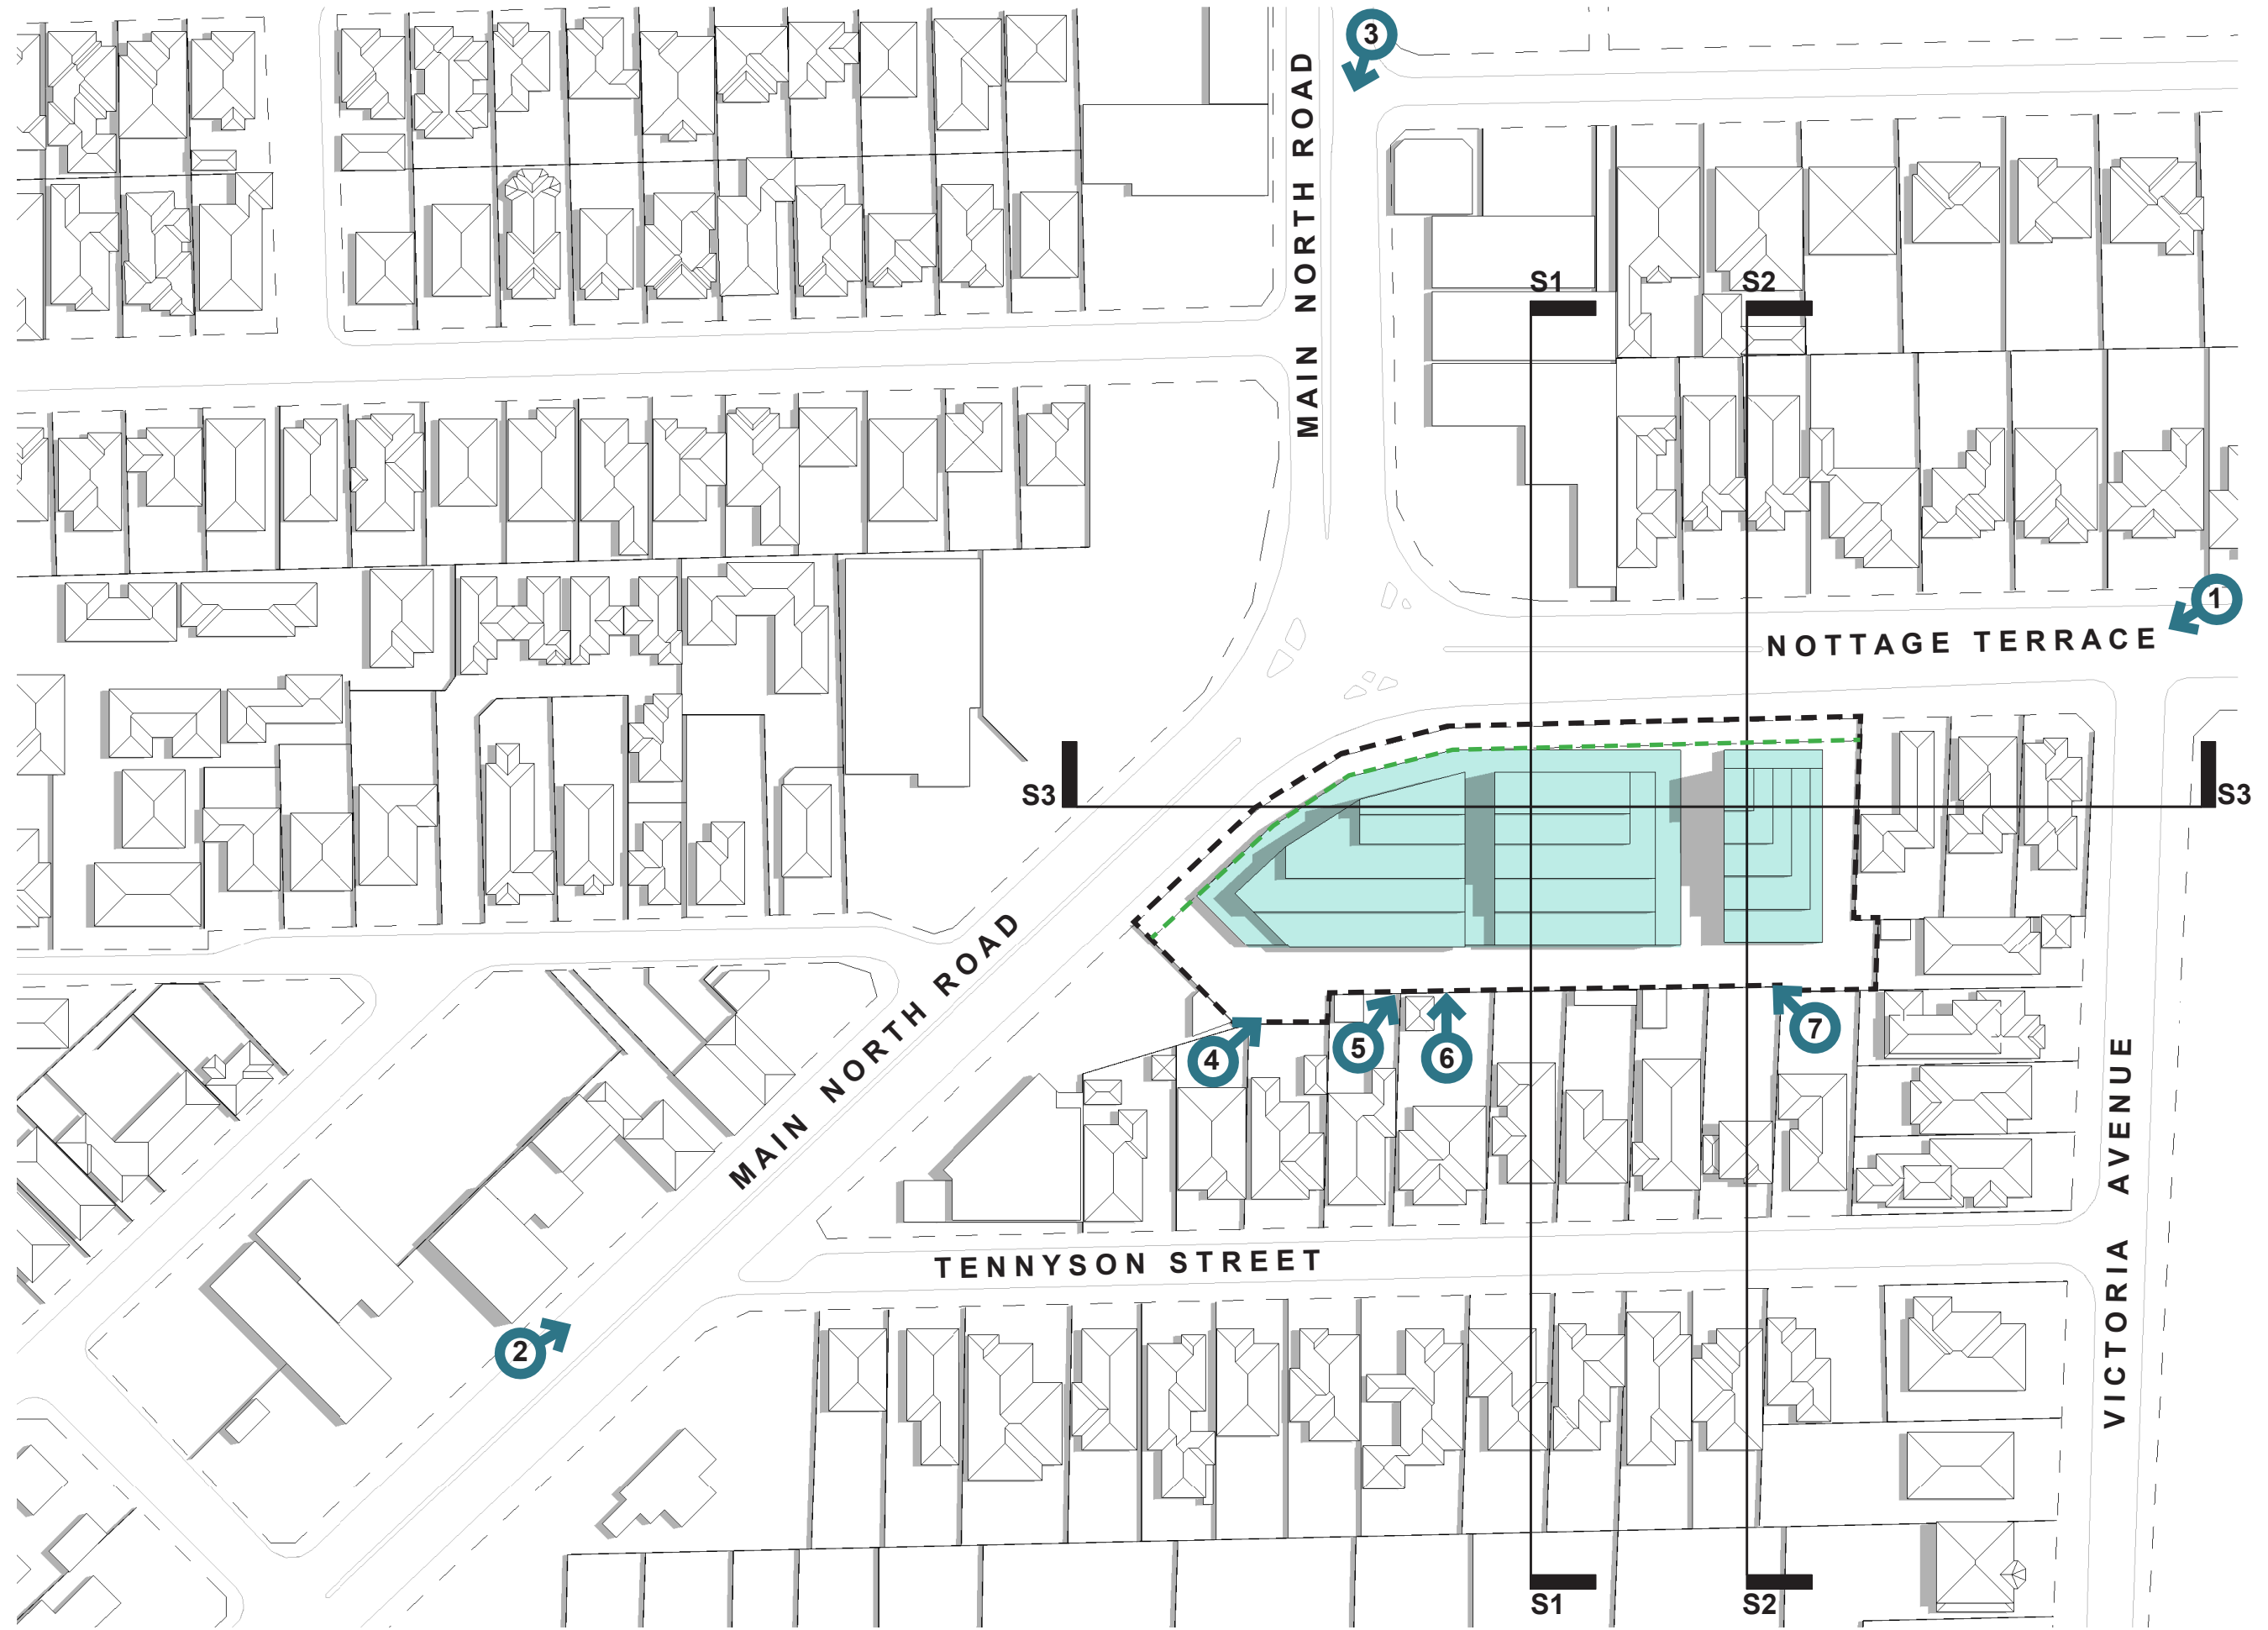 3
MAIN NORTH ROAD
S1
S2
1
NOTTAGE TERRACE
S3
S3
MAIN NORTH ROAD
4
5
6
7
VICTORIA AVENUE
TENNYSON STREET
2
S1
S2